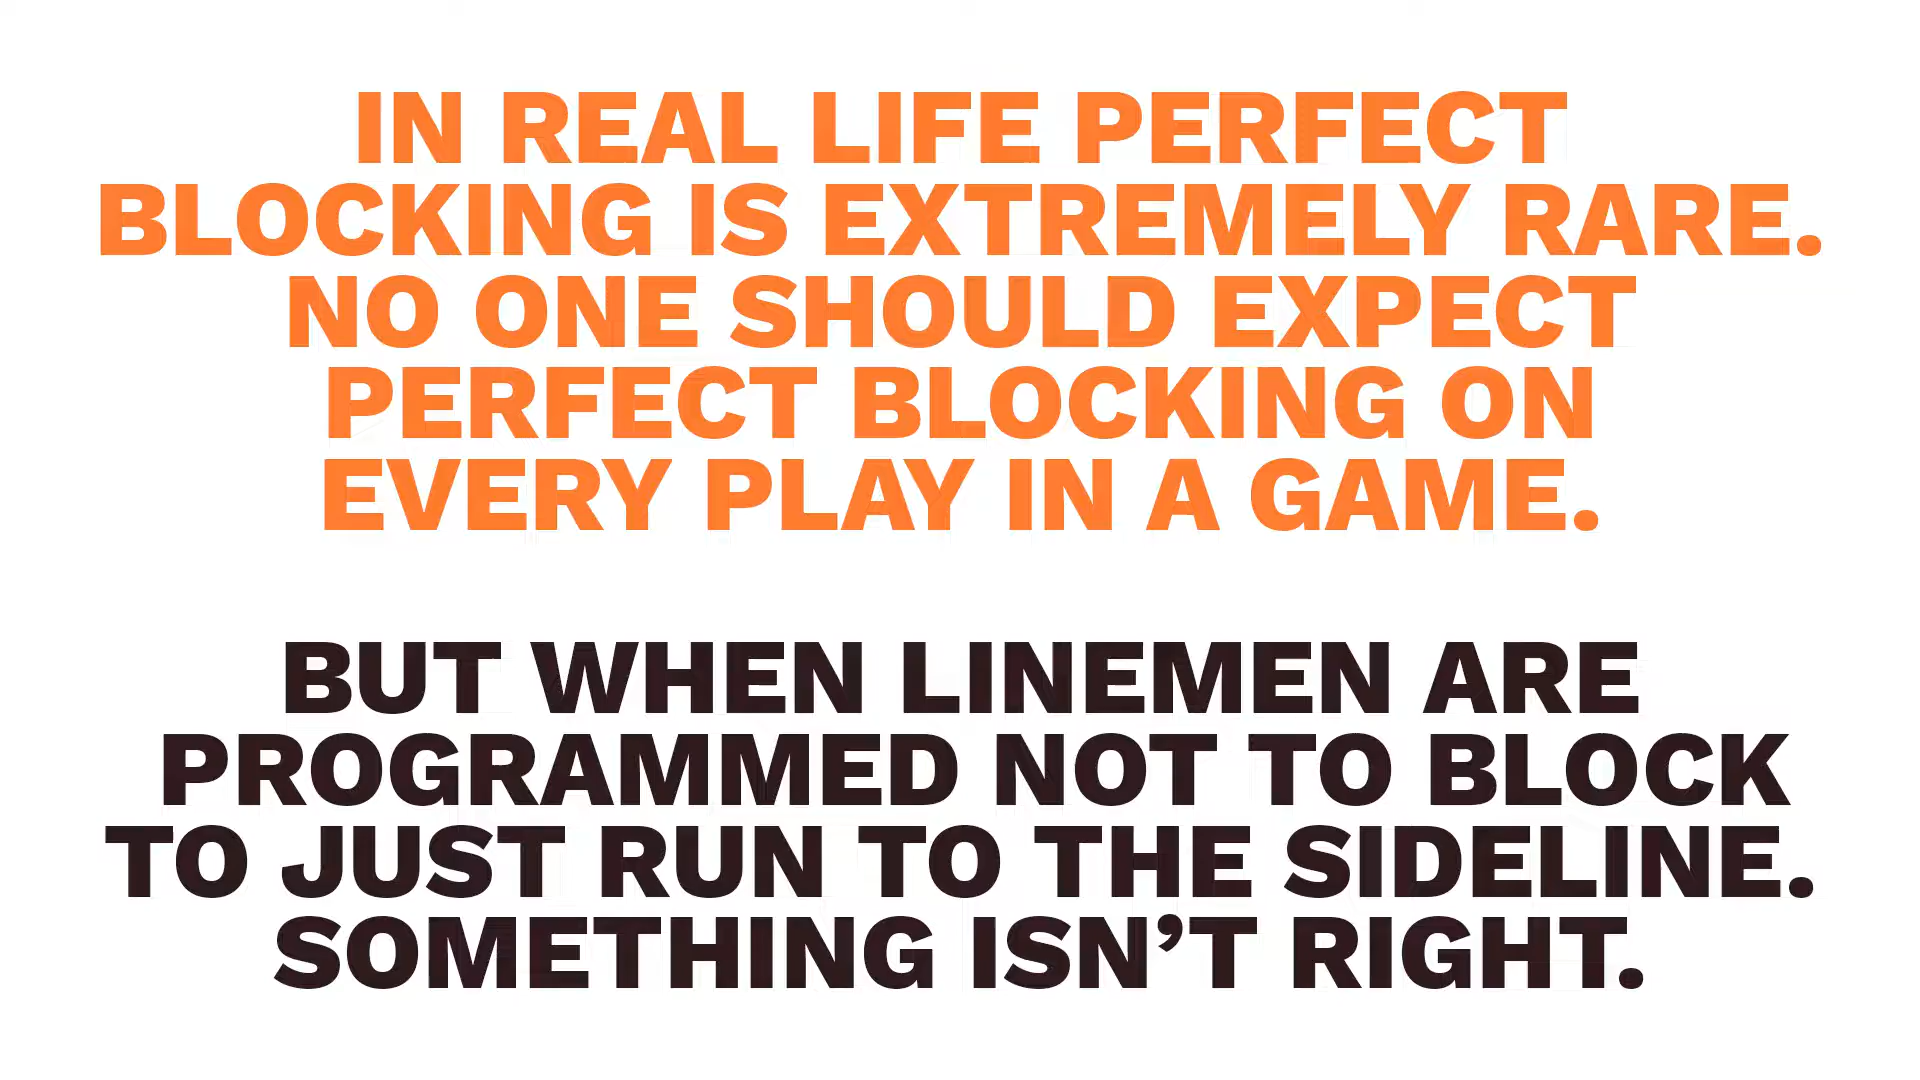 IN REAL LIFE PERFECT
BLOCKING IS EXTREMELY RARE.
NO ONE SHOULD EXPECT
PERFECT BLOCKING ON
EVERY PLAY IN A GAME.
BUT WHEN LINEMEN ARE
PROGRAMMED NOT TO BLOCK
TO JUST RUN TO THE SIDELINE.
SOMETHING ISN’T RIGHT.